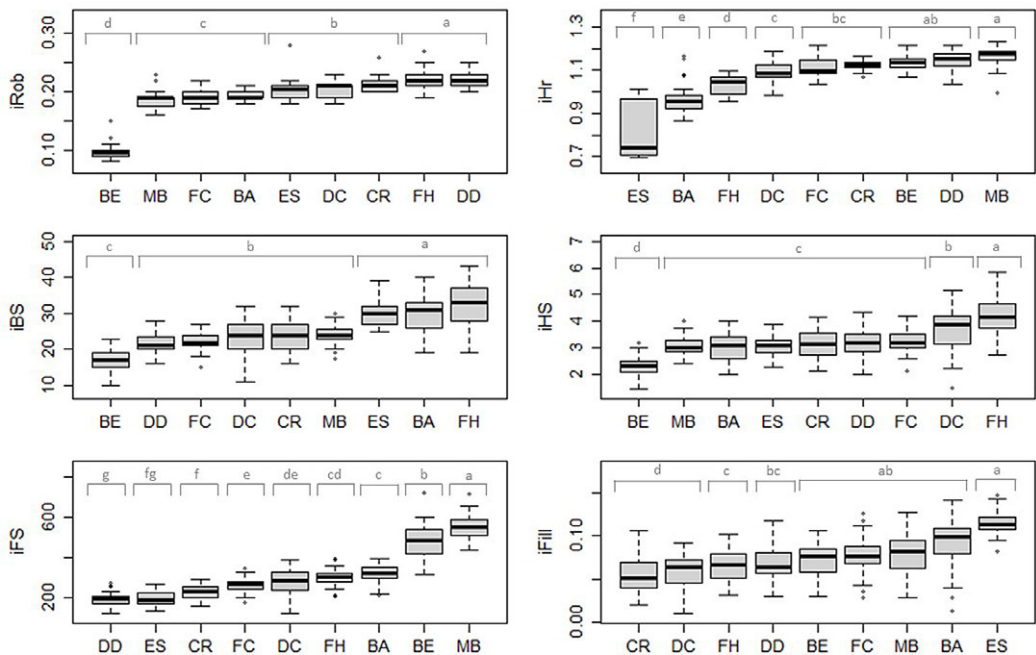 d c b a
0.30
0.20
0.10
iRob
BE MB FC BA ES DC CR FH DD
f e d c bc ab a
1.3
1.1
0.9
0.7
iHr
ES BA FH DC FC CR BE DD MB
c b a
50
40
30
20
10
iBS
BE DD FC DC CR MB ES BA FH
d c b a
7
6
5
4
3
2
iHS
BE MB BA ES CR DD FC DC FH
g fg f e de cd c b a
600
200
iFS
DD ES CR FC DC FH BA BE MB
d c bc ab a
0.10
0.00
iFill
CR DC FH DD BE FC MB BA ES